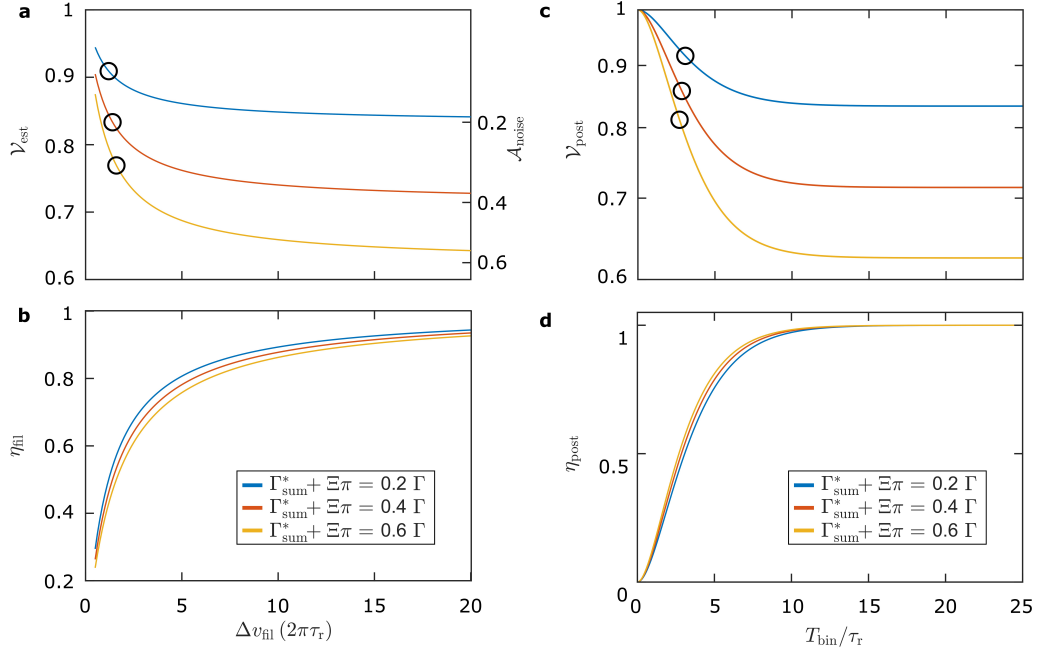 a
1
0.9
0.8
0.7
0.6
𝒱est
0.2
0.4
0.6
𝒜noise
b
1
0.8
0.6
0.4
0.2
ηfil
Γ*sum + Ξπ = 0.2 Γ
Γ*sum + Ξπ = 0.4 Γ
Γ*sum + Ξπ = 0.6 Γ
0 5 10 15 20
Δvfil (2πτr)
c
1
0.9
0.8
0.7
0.6
𝒱post
d
1
0.5
0
ηpost
Γ*sum + Ξπ = 0.2 Γ
Γ*sum + Ξπ = 0.4 Γ
Γ*sum + Ξπ = 0.6 Γ
0 5 10 15 20 25
Tbin/τr